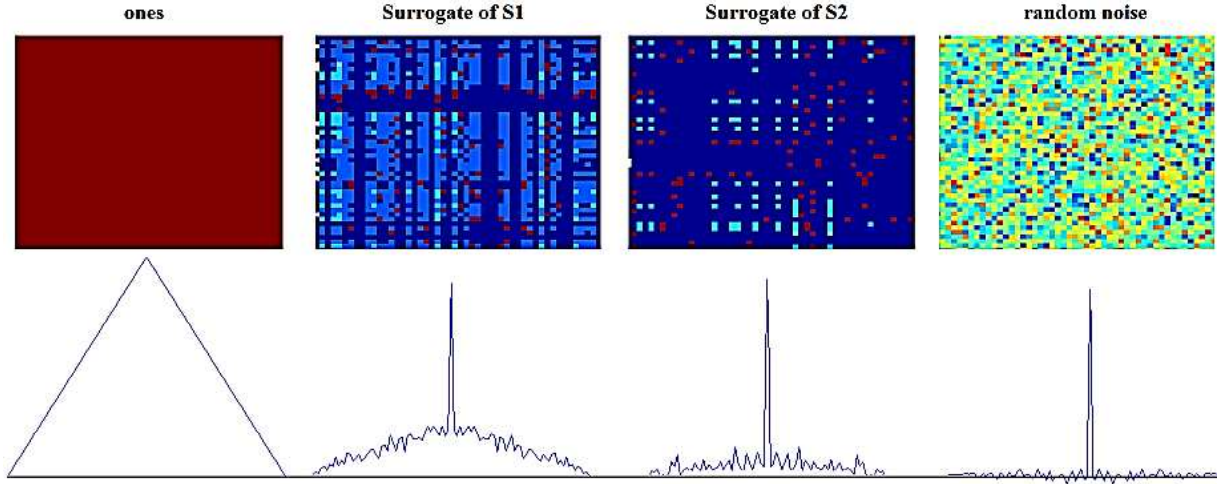 ones
Surrogate of S1
Surrogate of S2
random noise